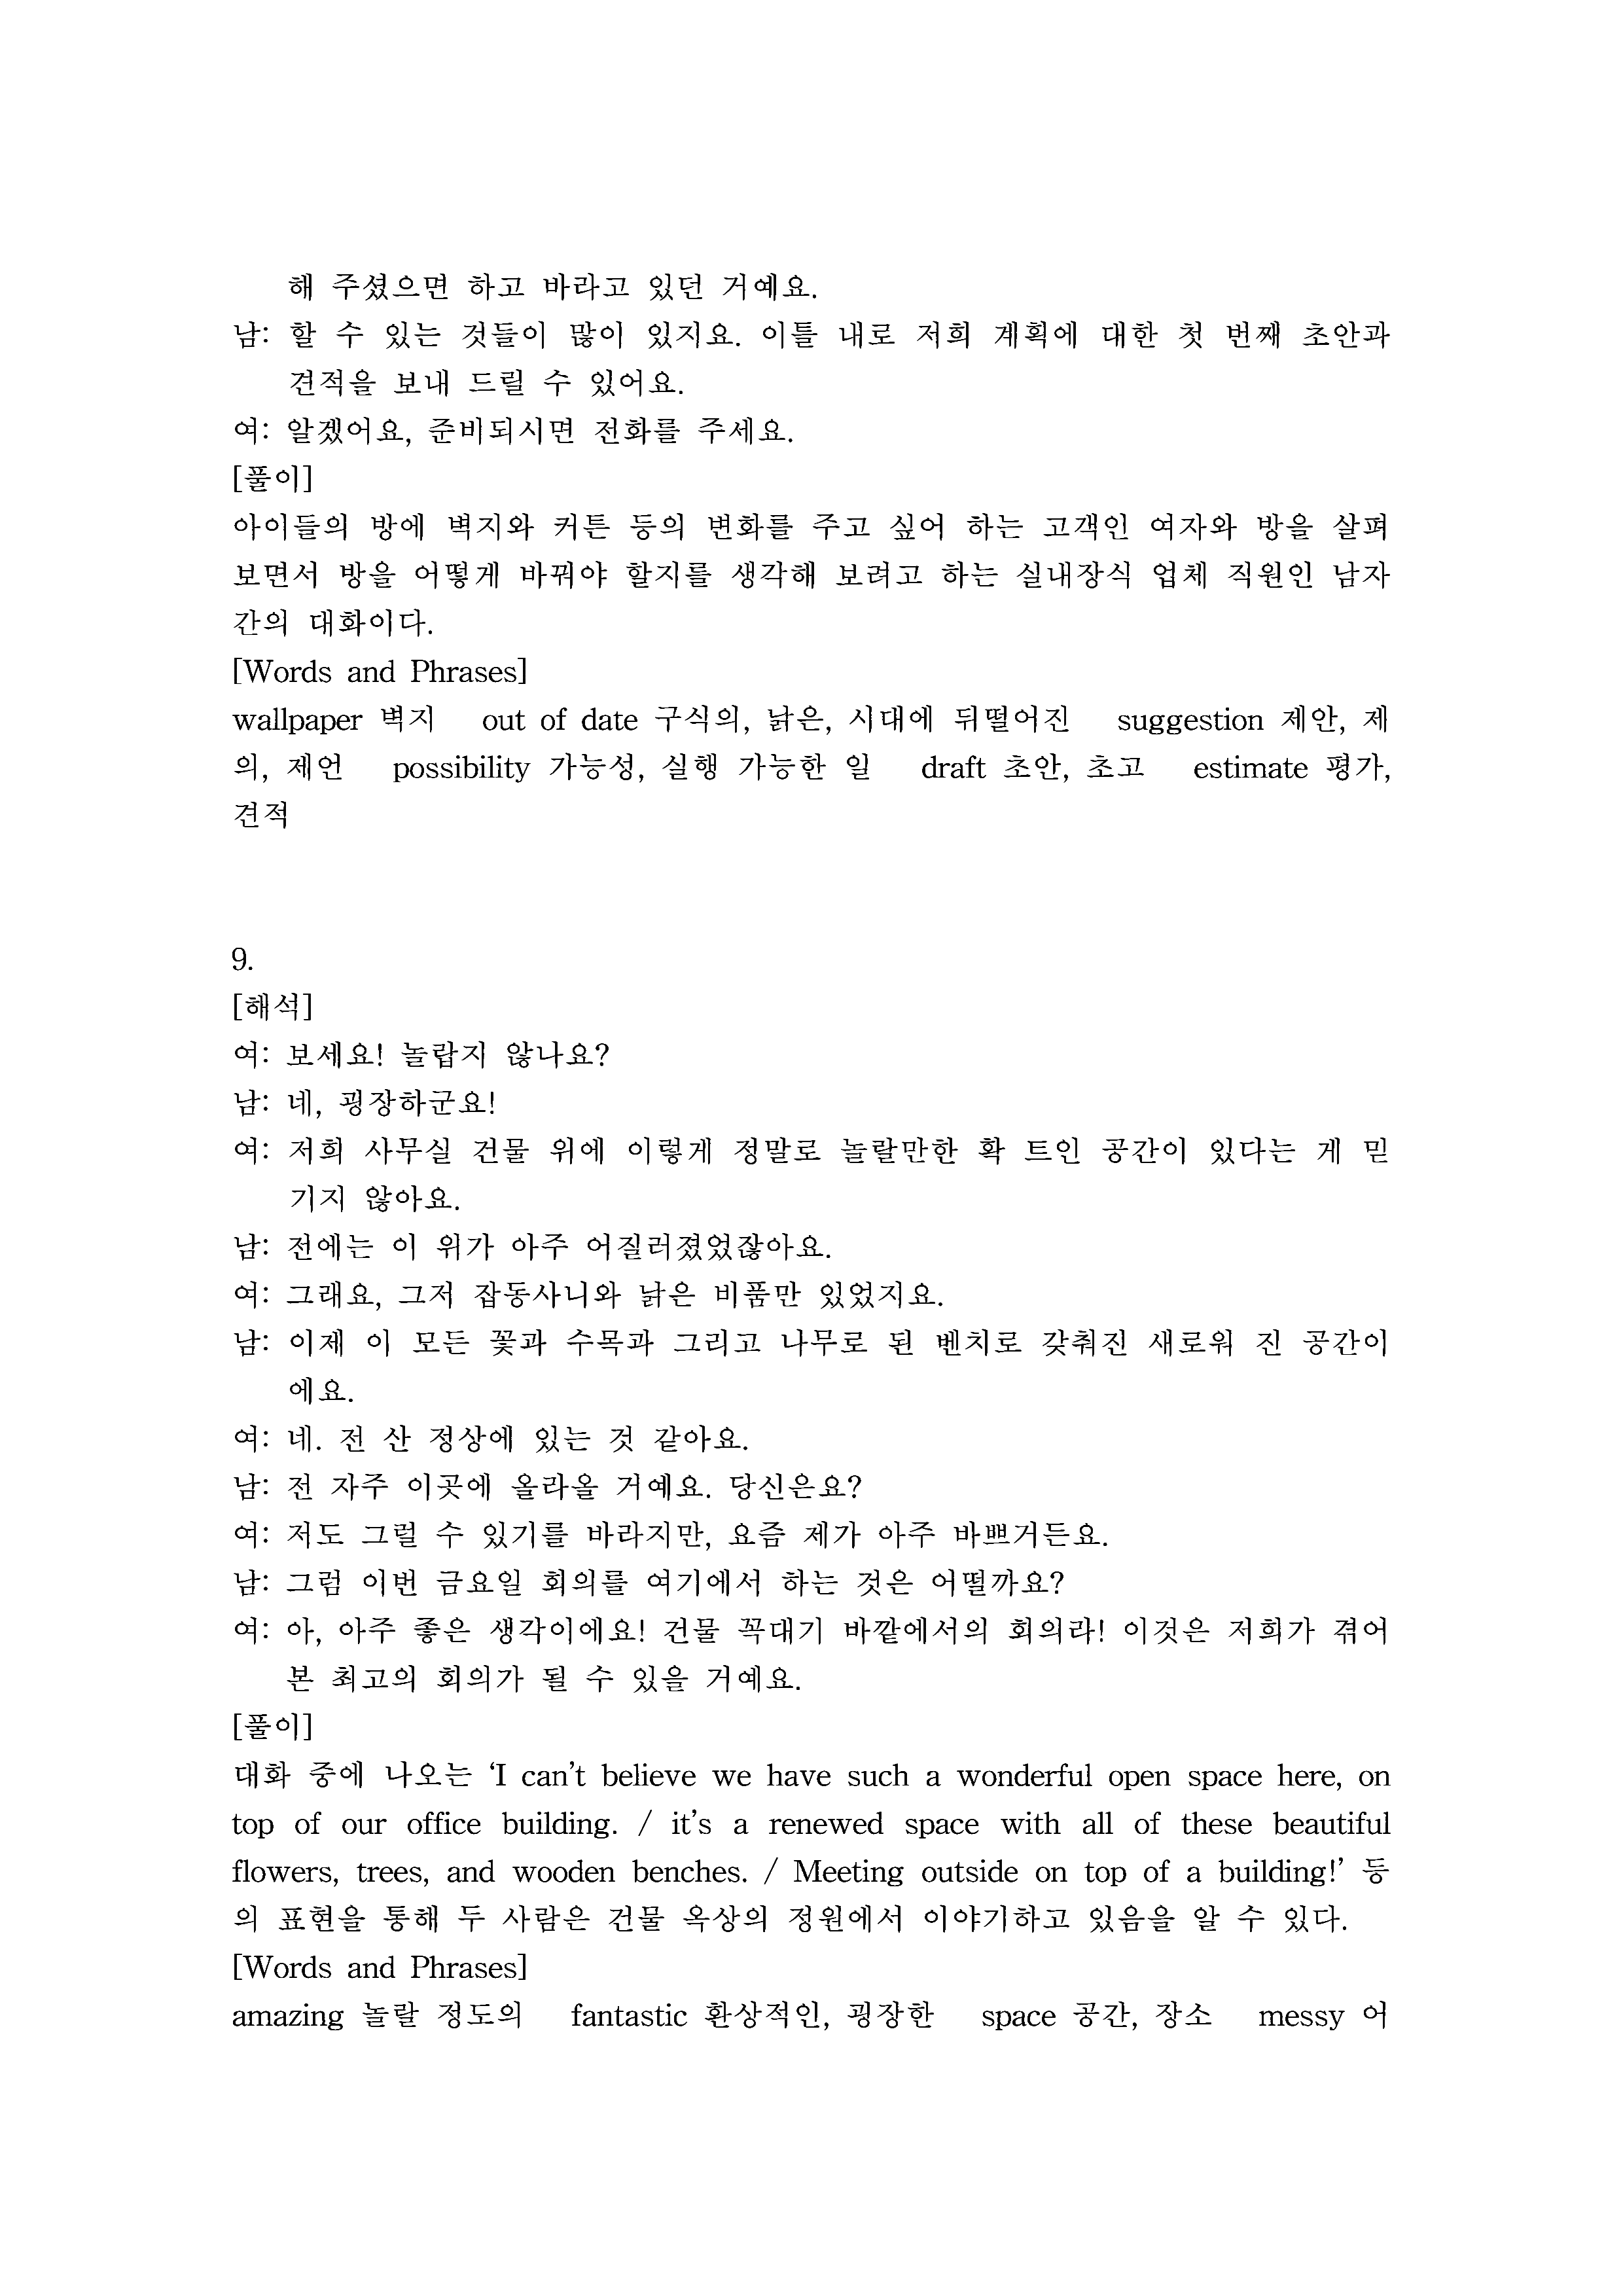 해 주셨으면 하고 바라고 있던 거예요.
남: 할 수 있는 것들이 많이 있지요. 이틀 내로 저희 계획에 대한 첫 번째 초안과
견적을 보내 드릴 수 있어요.
여: 알겠어요, 준비되시면 전화를 주세요.
[풀이]
아이들의 방에 벽지와 커튼 등의 변화를 주고 싶어 하는 고객인 여자와 방을 살펴
보면서 방을 어떻게 바꿔야 할지를 생각해 보려고 하는 실내장식 업체 직원인 남자
간의 대화이다.
[Words and Phrases]
wallpaper 벽지 out of date 구식의, 낡은, 시대에 뒤떨어진 suggestion 제안, 제
의, 재언 possibility 가능성, 실행 가능한 일 draft 초안, 초고 estimate 평가,
견적
9.
[해석]
여: 보세요! 놀랍지 않나요?
남: 네, 굉장하군요!
여: 저희 사무실 건물 위에 이렇게 정말로 놀랄만한 확 트인 공간이 있다는 게 믿
기지 않아요.
남: 전에는 이 위가 아주 어질러졌었잖아요.
여: 그래요, 그저 잡동사니와 낡은 비품만 있었지요.
남: 이제 이 모든 꽃과 수목과 그리고 나무로 된 벤치로 갖춰진 새로워 진 공간이
에요.
여: 네. 전 산 정상에 있는 것 같아요.
남: 전 자주 이곳에 올라올 거예요. 당신은요?
여: 저도 그럴 수 있기를 바라지만, 요즘 제가 아주 바쁘거든요.
남: 그럼 이번 금요일 회의를 여기에서 하는 것은 어떨까요?
여: 아, 아주 좋은 생각이에요! 건물 꼭대기 바깥에서의 회의라! 이것은 저희가 겪어
본 최고의 회의가 될 수 있을 거예요.
[풀이]
대화 중에 나오는 ‘I can’t believe we have such a wonderful open space here, on
top of our office building. / it’s a renewed space with all of these beautiful
flowers, trees, and wooden benches. / Meeting outside on top of a building!’ 등
의 표현을 통해 두 사람은 건물 옥상의 정원에서 이야기하고 있음을 알 수 있다.
[Words and Phrases]
amazing 놀랄 정도의 fantastic 환상적인, 굉장한 space 공간, 장소 messy 어